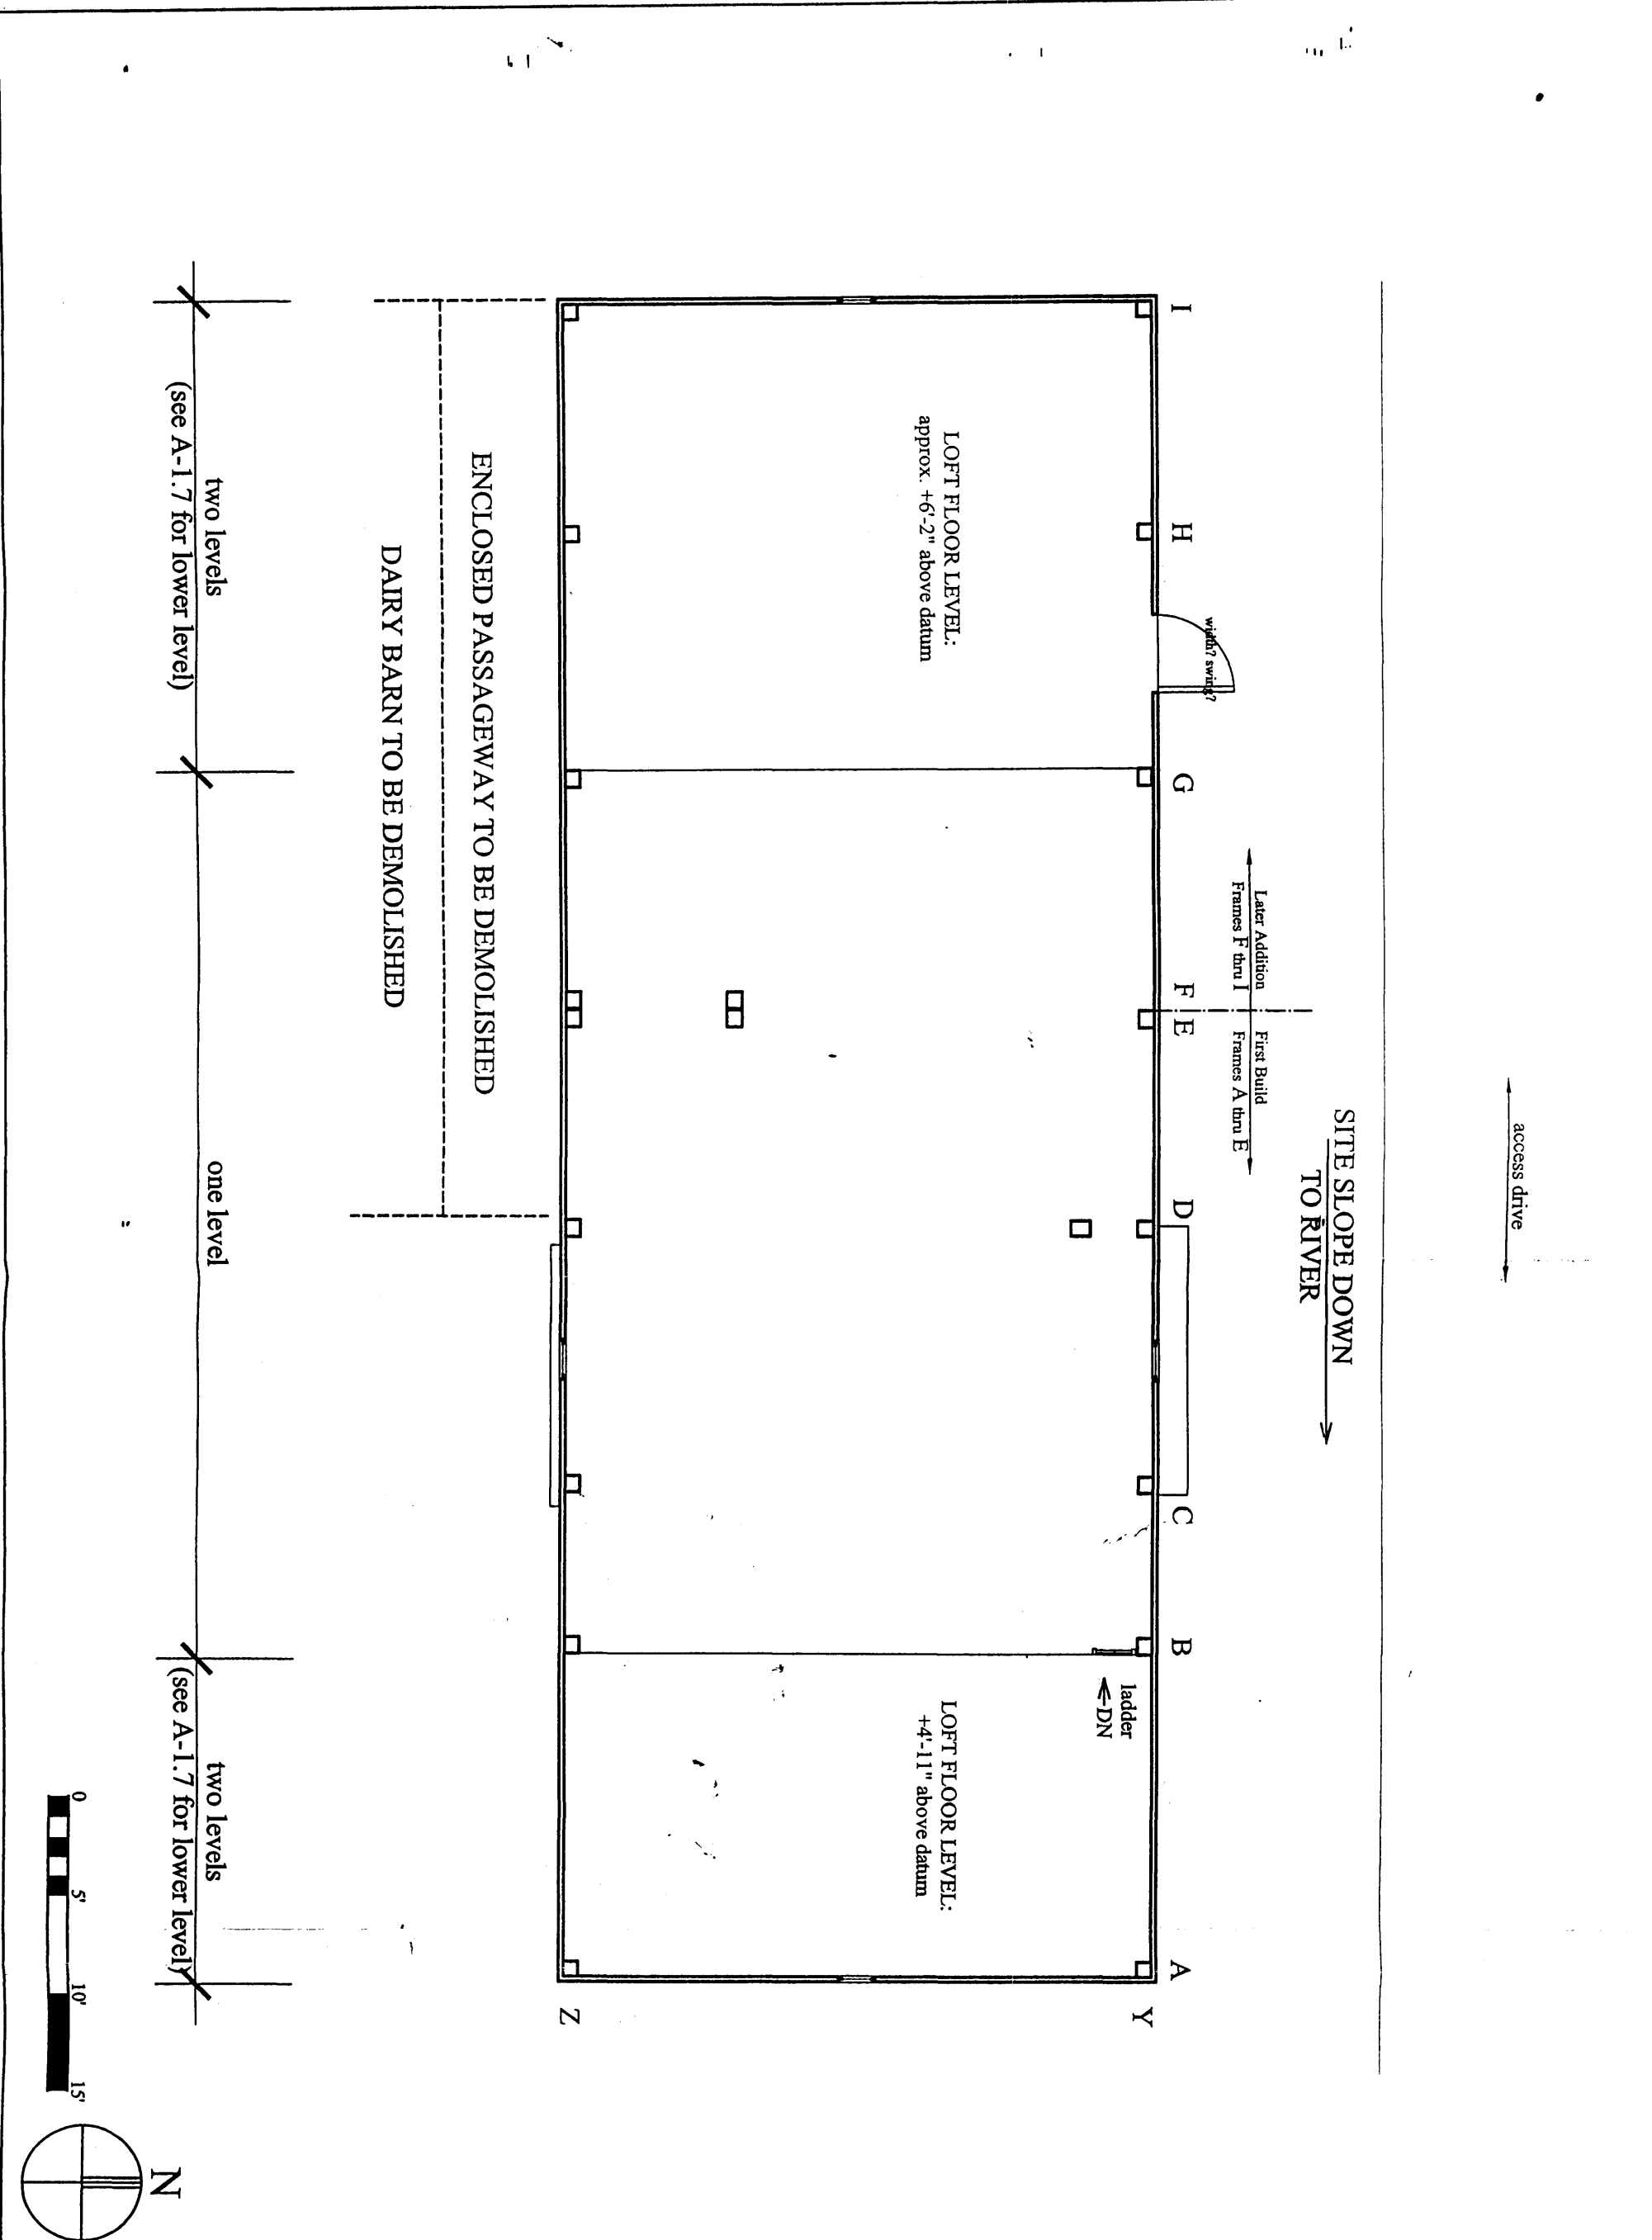 access drive
SITE SLOPE DOWN
TO RIVER
Later Addition
Frames F thru I
First Build
Frames A thru E
width? swing?
I
H
G
F
E
D
C
B
A
ladder
DN
LOFT FLOOR LEVEL:
approx. +6'-2" above datum
LOFT FLOOR LEVEL:
+4'-11" above datum
Y
Z
ENCLOSED PASSAGEWAY TO BE DEMOLISHED
DAIRY BARN TO BE DEMOLISHED
two levels
(see A-1.7 for lower level)
one level
two levels
(see A-1.7 for lower level)
0
5'
10'
15'
N